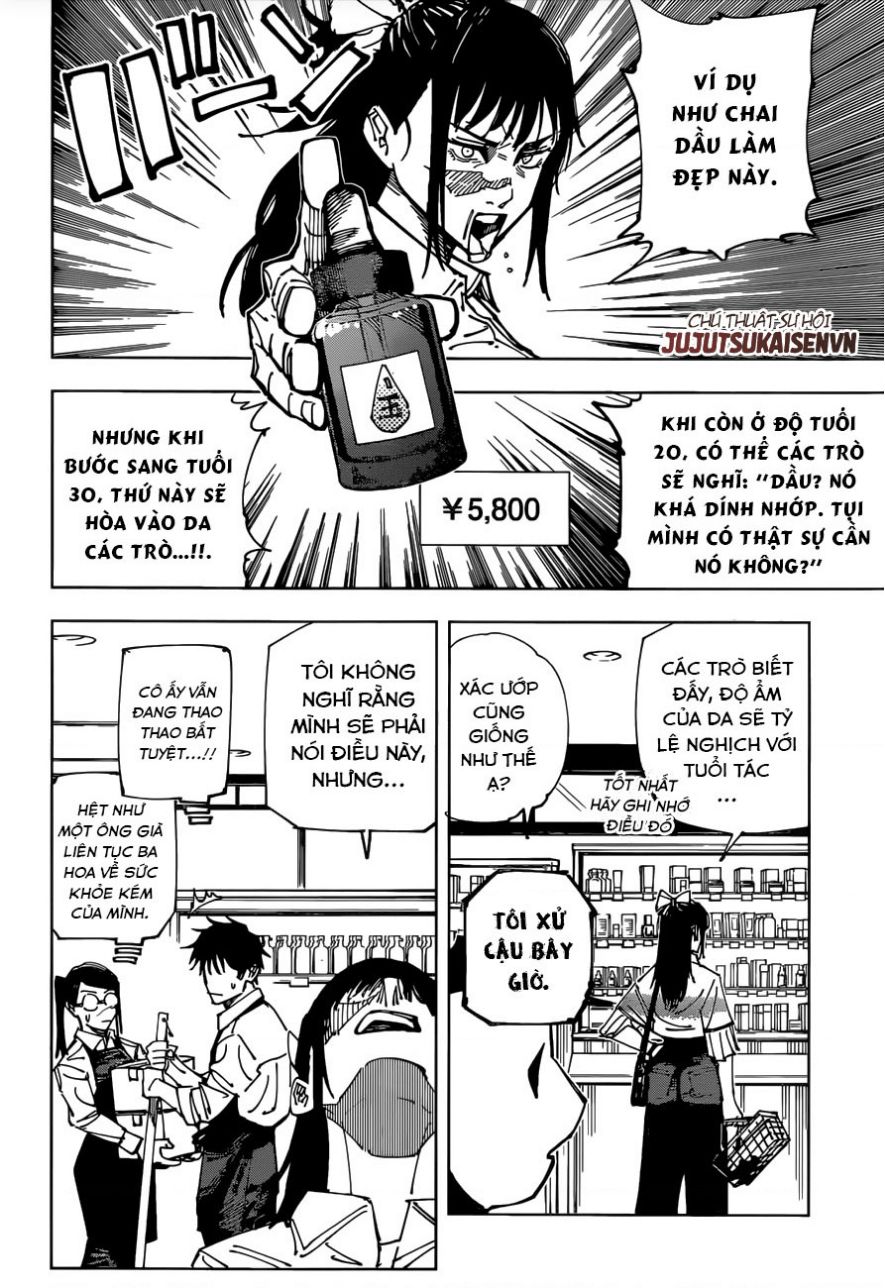 バ
ー
ン
VÍ DỤ
NHƯ CHAI
DẦU LÀM
ĐẸP NÀY.
CHÚ THUẬT SƯ HỘI
JUJUTSUKAISENVN
KHI CÒN Ở ĐỘ TUỔI
20, CÓ THỂ CÁC TRÒ
SẼ NGHĨ: "DẦU? NÓ
KHÁ DÍNH NHỚP. TỤI
MÌNH CÓ THẬT SỰ CẦN
NÓ KHÔNG?"
¥5,800
NHƯNG KHI
BƯỚC SANG TUỔI
30, THỨ NÀY SẼ
HÒA VÀO DA
CÁC TRÒ...!!.
CÁC TRÒ BIẾT
ĐẤY, ĐỘ ẨM
CỦA DA SẼ TỶ
LỆ NGHỊCH VỚI
TUỔI TÁC
...
TỐT NHẤT
HÃY GHI NHỚ
ĐIỀU ĐÓ
XÁC ƯỚP
CŨNG
GIỐNG
NHƯ THẾ
Ạ?
TÔI XỬ
CẬU BÂY
GIỜ.
TÔI KHÔNG
NGHĨ RẰNG
MÌNH SẼ PHẢI
NÓI ĐIỀU NÀY,
NHƯNG...
CÔ ẤY VẪN
ĐANG THAO
THAO BẤT
TUYỆT...!!
HỆT NHƯ
MỘT ÔNG GIÀ
LIÊN TỤC BA
HOA VỀ SỨC
KHỎE KÉM
CỦA MÌNH.